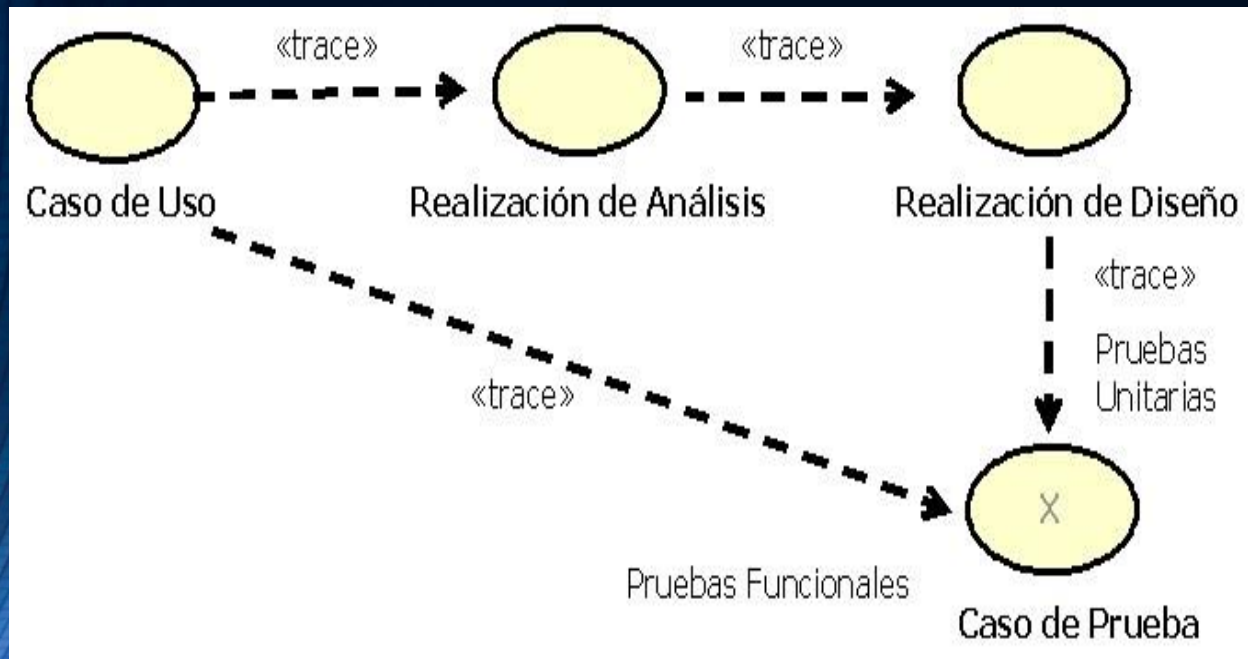 «trace»
«trace»
Caso de Uso
Realización de Análisis
Realización de Diseño
«trace»
Pruebas
Unitarias
«trace»
X
Pruebas Funcionales
Caso de Prueba